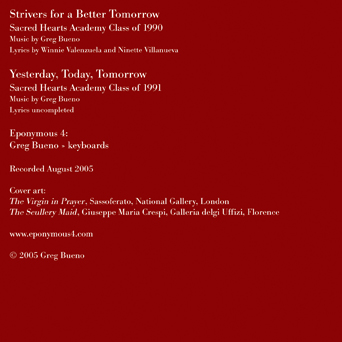 Strivers for a Better Tomorrow
Sacred Hearts Academy Class of 1990
Music by Greg Bueno
Lyrics by Winnie Valenzuela and Ninette Villanueva
Yesterday, Today, Tomorrow
Sacred Hearts Academy Class of 1991
Music by Greg Bueno
Lyrics uncompleted
Eponymous 4:
Greg Bueno » keyboards
Recorded August 2005
Cover art:
The Virgin in Prayer, Sassoferato, National Gallery, London
The Scullery Maid, Giuseppe Maria Crespi, Galleria delgi Uffizi, Florence
www.eponymous4.com
© 2005 Greg Bueno